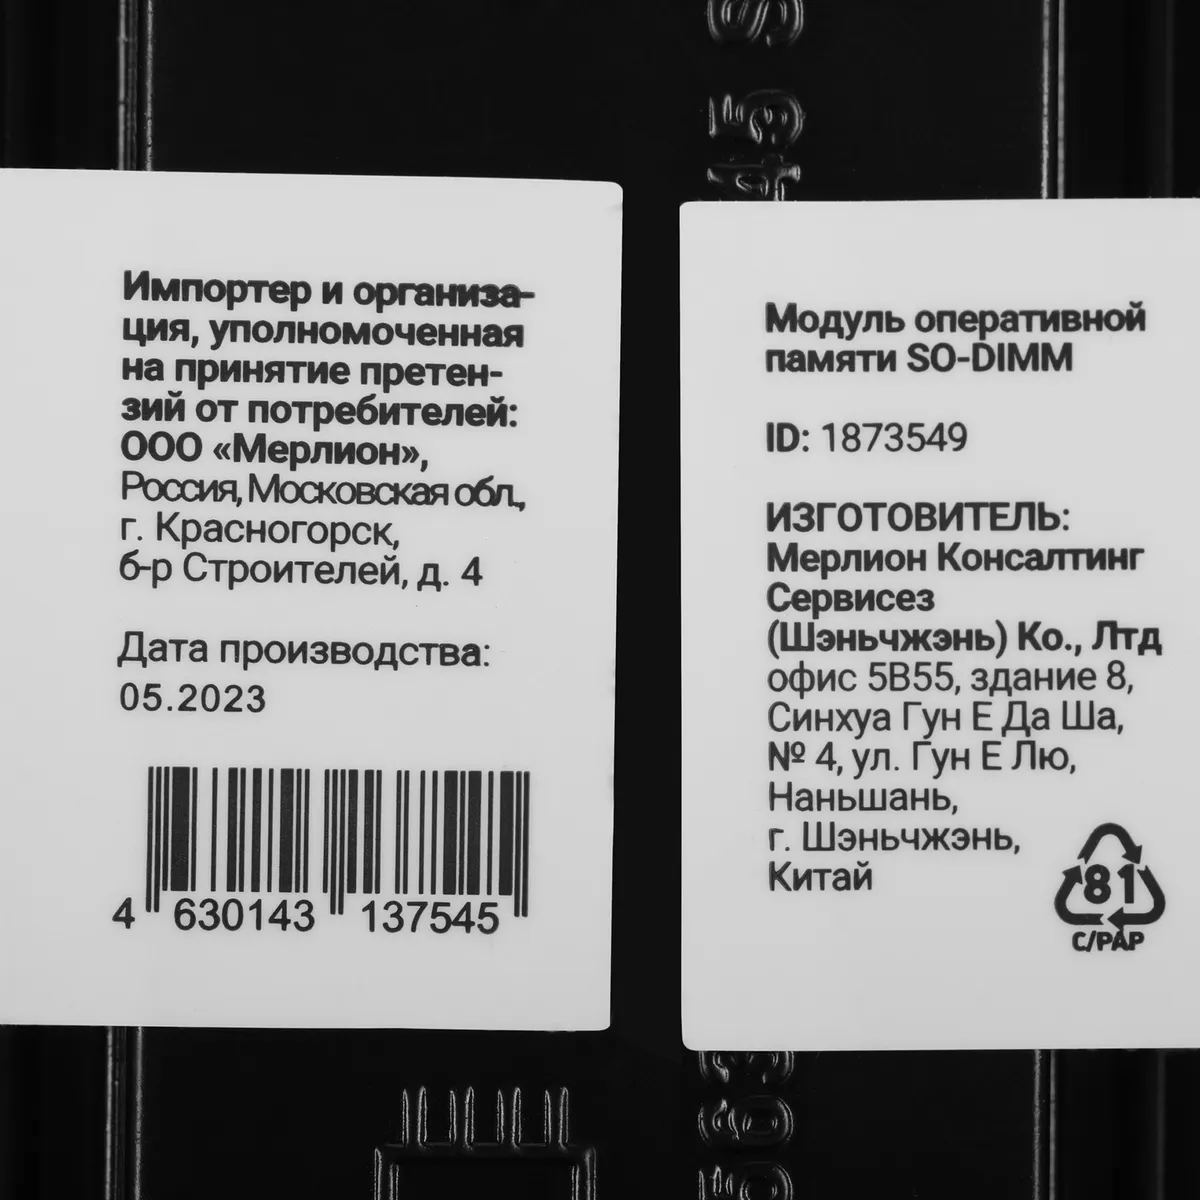 Импортер и организа-
ция, уполномоченная
на принятие претен-
зий от потребителей:
ООО «Мерлион»,
Россия, Московская обл.,
г. Красногорск,
б-р Строителей, д. 4
Дата производства:
05.2023
4 630143 137545
Модуль оперативной
памяти SO-DIMM
ID: 1873549
ИЗГОТОВИТЕЛЬ:
Мерлион Консалтинг
Сервисез
(Шэньчжэнь) Ко., Лтд
офис 5В55, здание 8,
Синхуа Гун Е Да Ша,
№ 4, ул. Гун Е Лю,
Наньшань,
г. Шэньчжэнь,
Китай
81
C/PAP